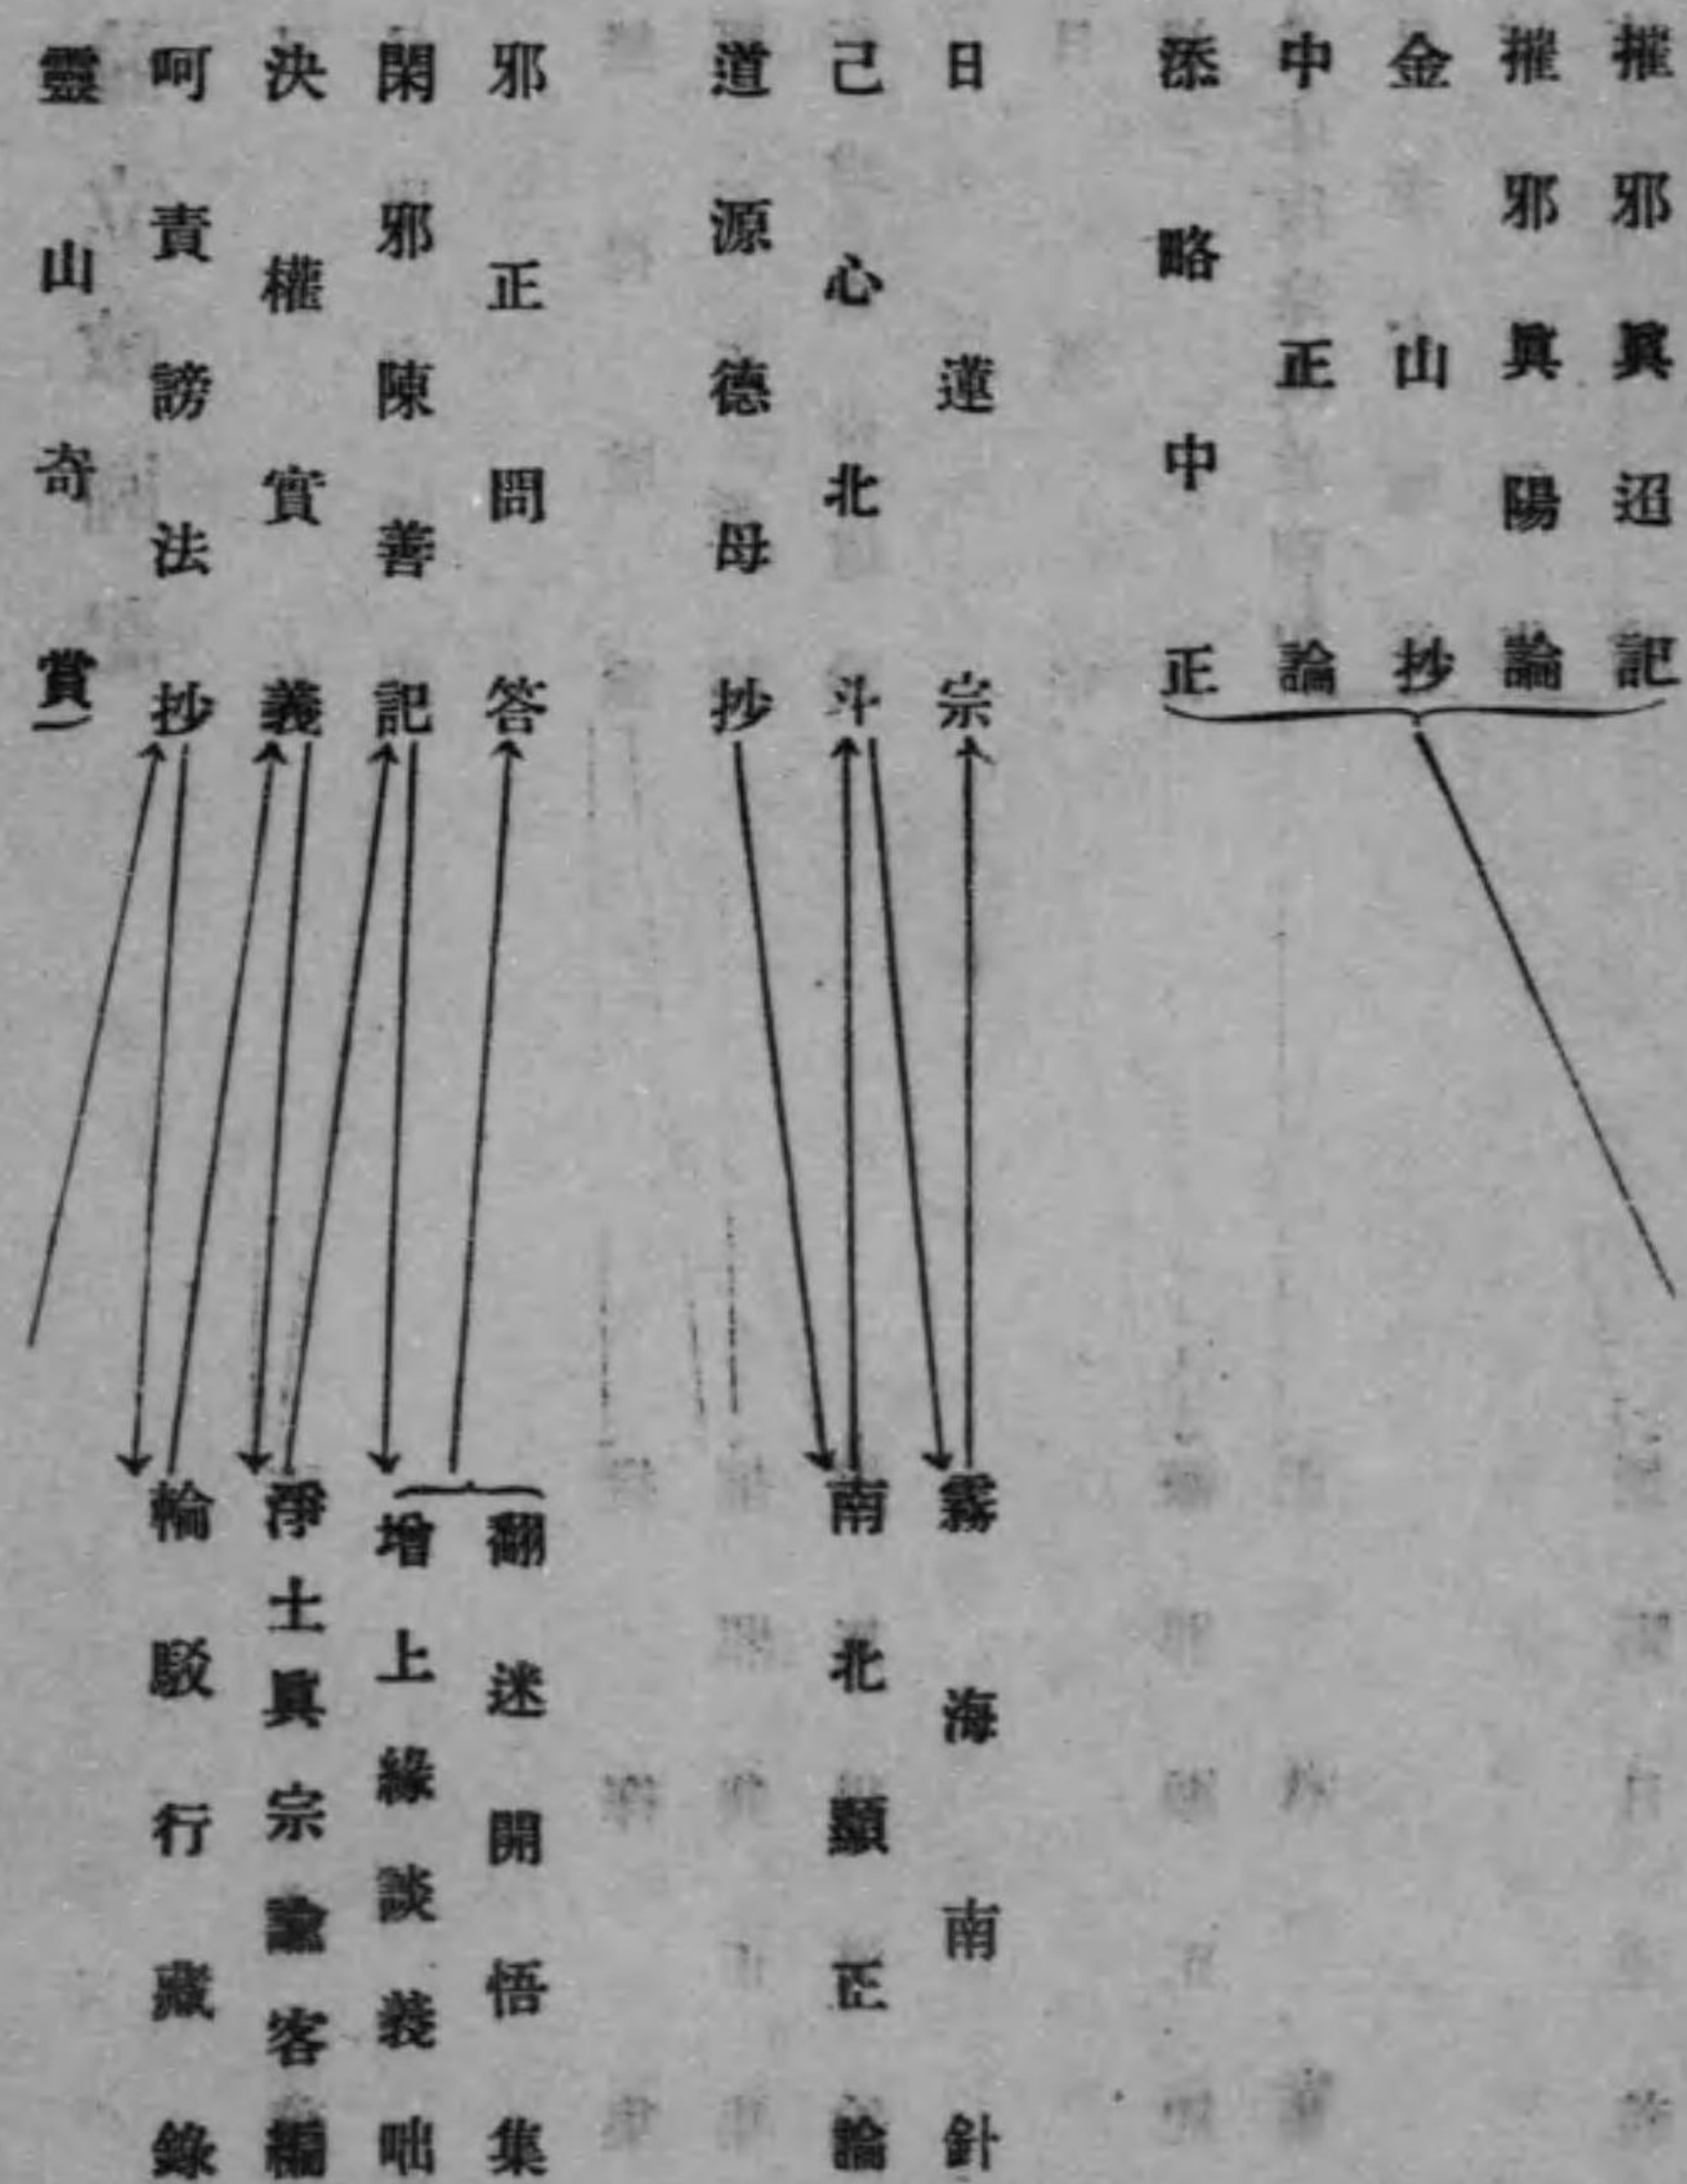 摧邪眞迢記
摧邪眞陽論
金山抄
中正論
添略中正
日蓮宗
己心北斗
道源德母抄
邪正問答
閑邪陳善記
決權實義
呵責謗法抄
靈山奇賞
霧海南針
南北顯正論
翻迷開悟集
增上緣談義咄
淨土眞宗論客編
輪駁行藏錄